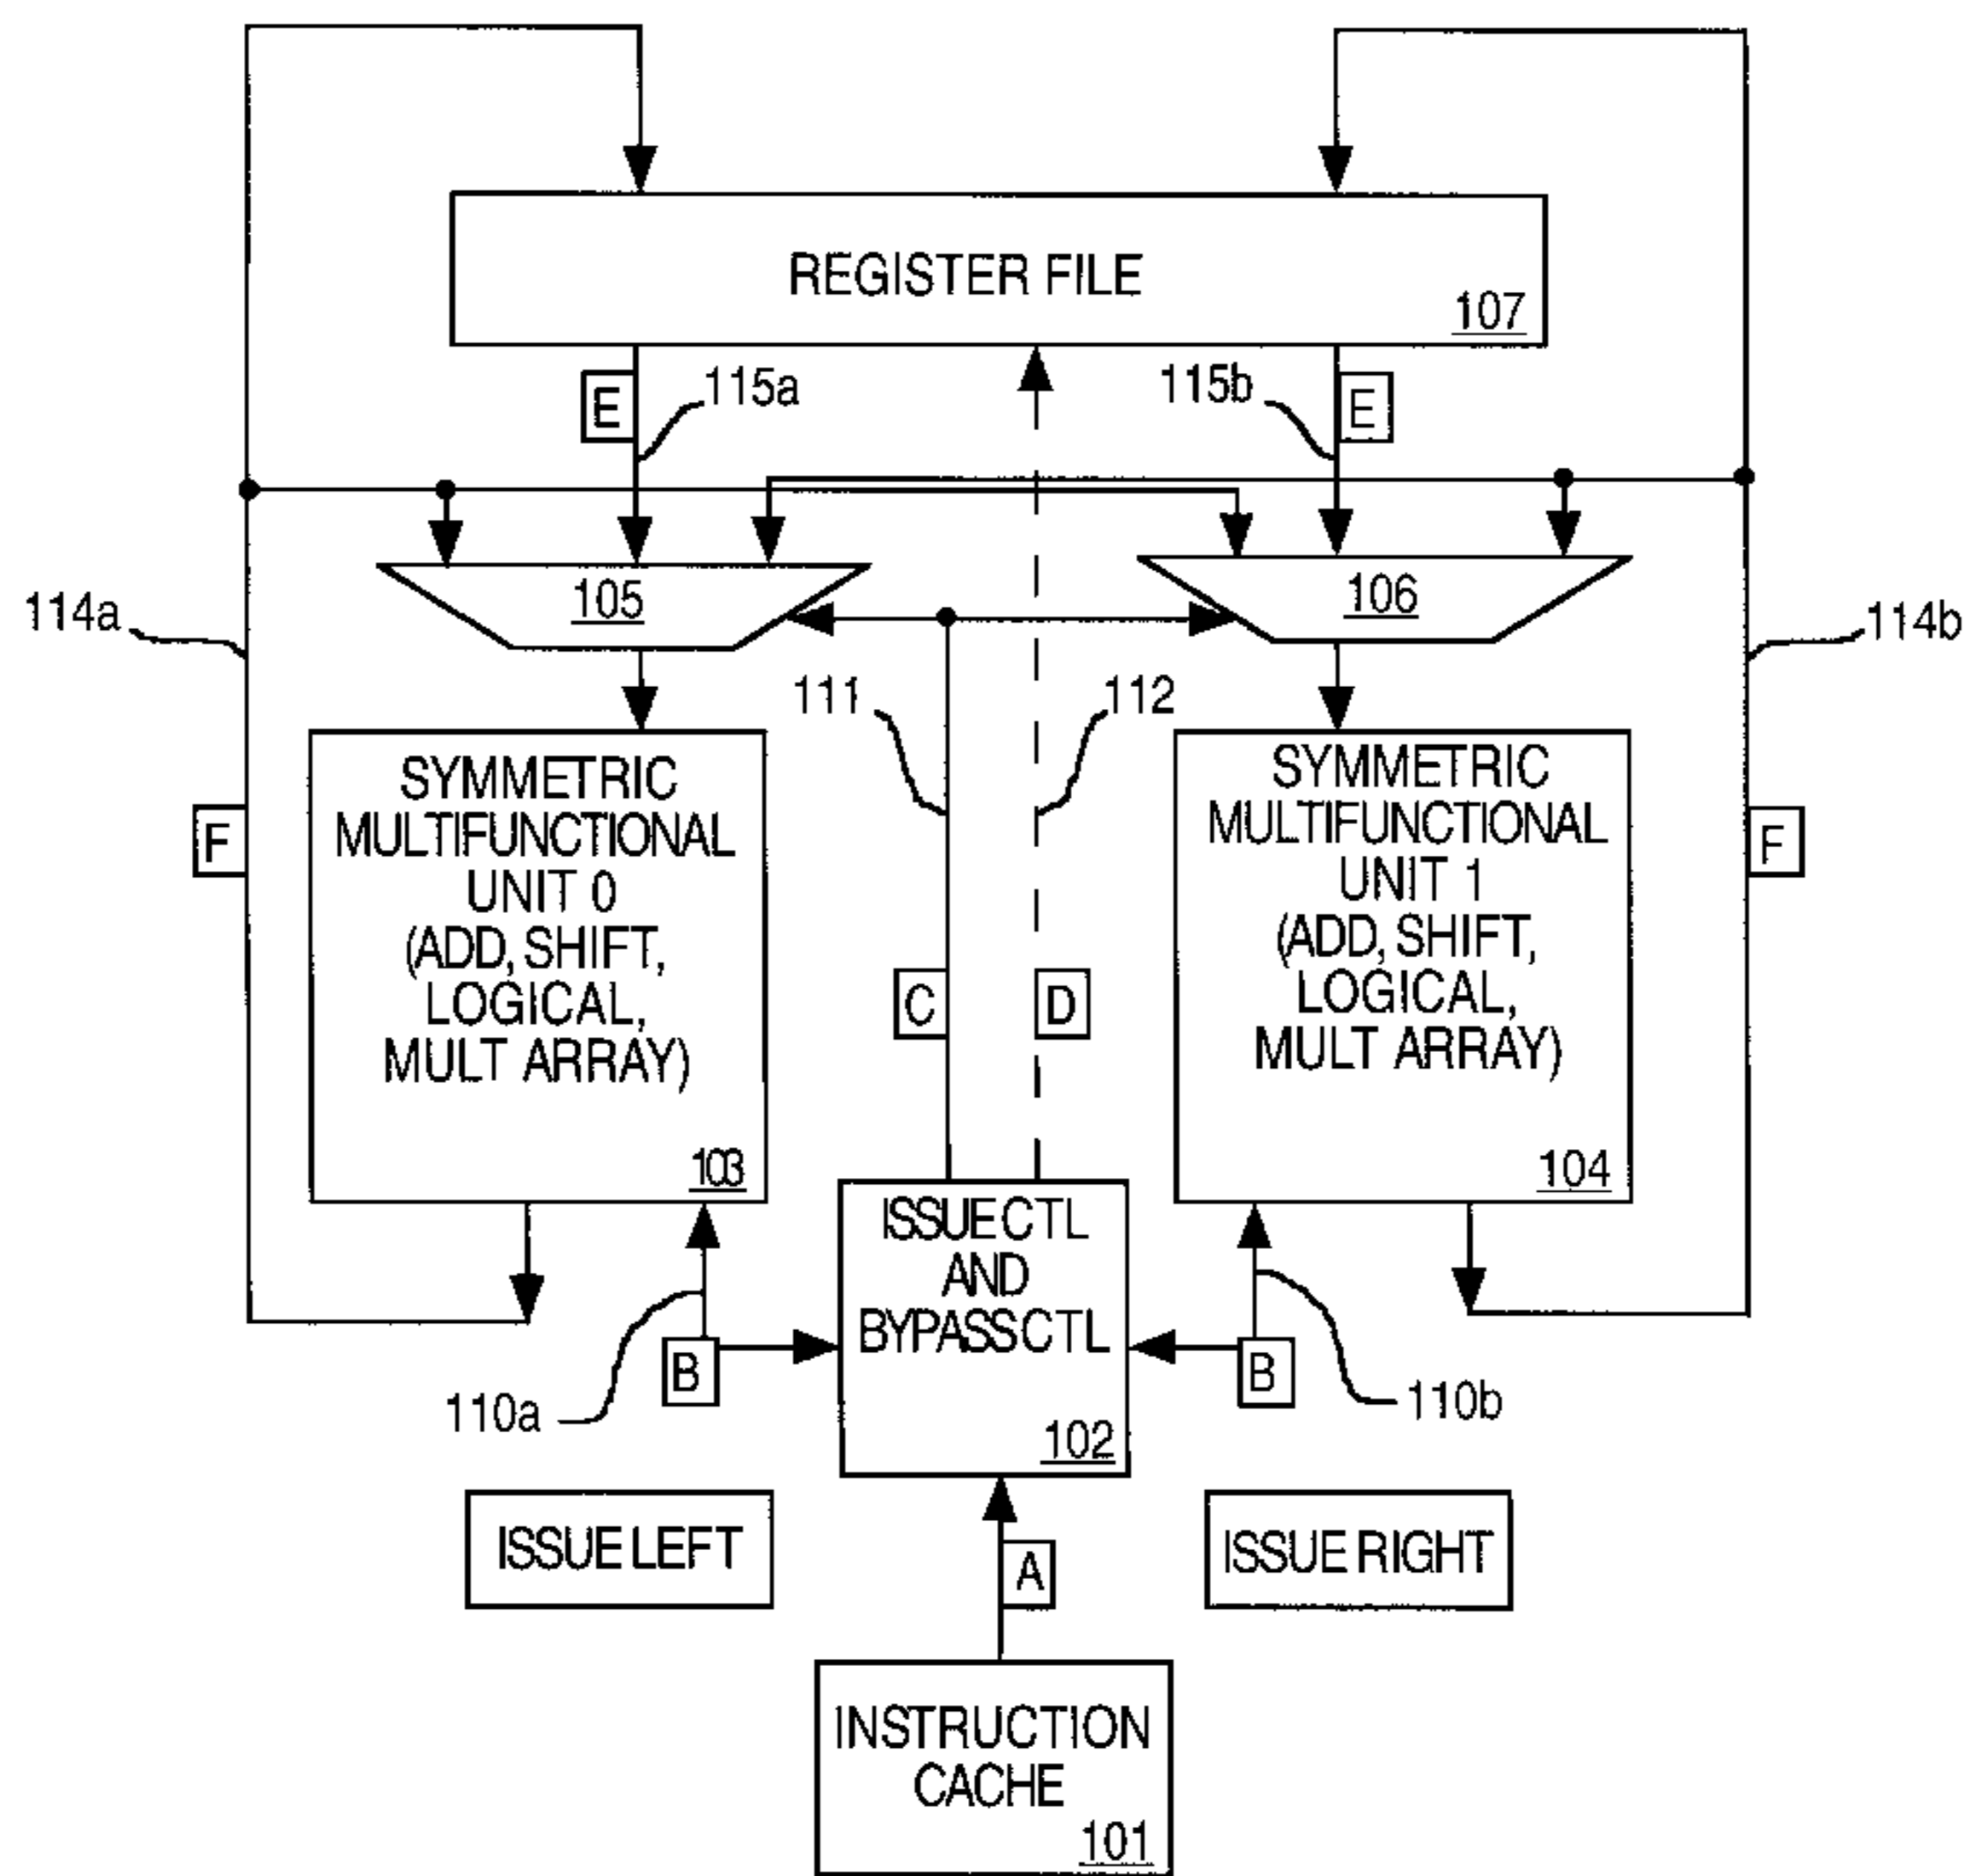 REGISTER FILE
107
E
115a
115b
E
105
106
114a
114b
111
112
SYMMETRIC
MULTIFUNCTIONAL
UNIT 0
(ADD, SHIFT,
LOGICAL,
MULT ARRAY)
103
SYMMETRIC
MULTIFUNCTIONAL
UNIT 1
(ADD, SHIFT,
LOGICAL,
MULT ARRAY)
104
F
F
C
D
ISSUE CTL
AND
BYPASS CTL
102
B
B
110a
110b
ISSUE LEFT
ISSUE RIGHT
A
INSTRUCTION
CACHE
101